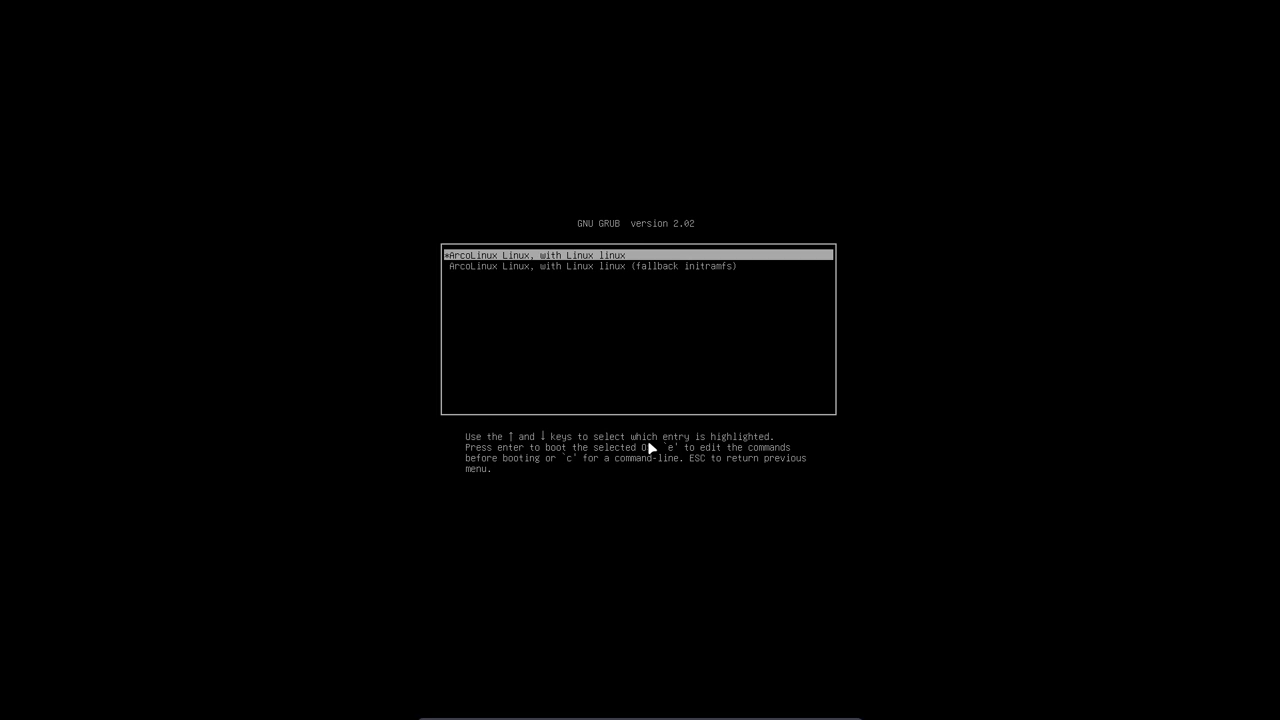 GNU GRUB  version 2.02
*ArcoLinux Linux, with Linux linux
ArcoLinux Linux, with Linux linux (fallback initramfs)
Use the ↑ and ↓ keys to select which entry is highlighted.
Press enter to boot the selected `e' to edit the commands
before booting or `c' for a command-line. ESC to return previous
menu.